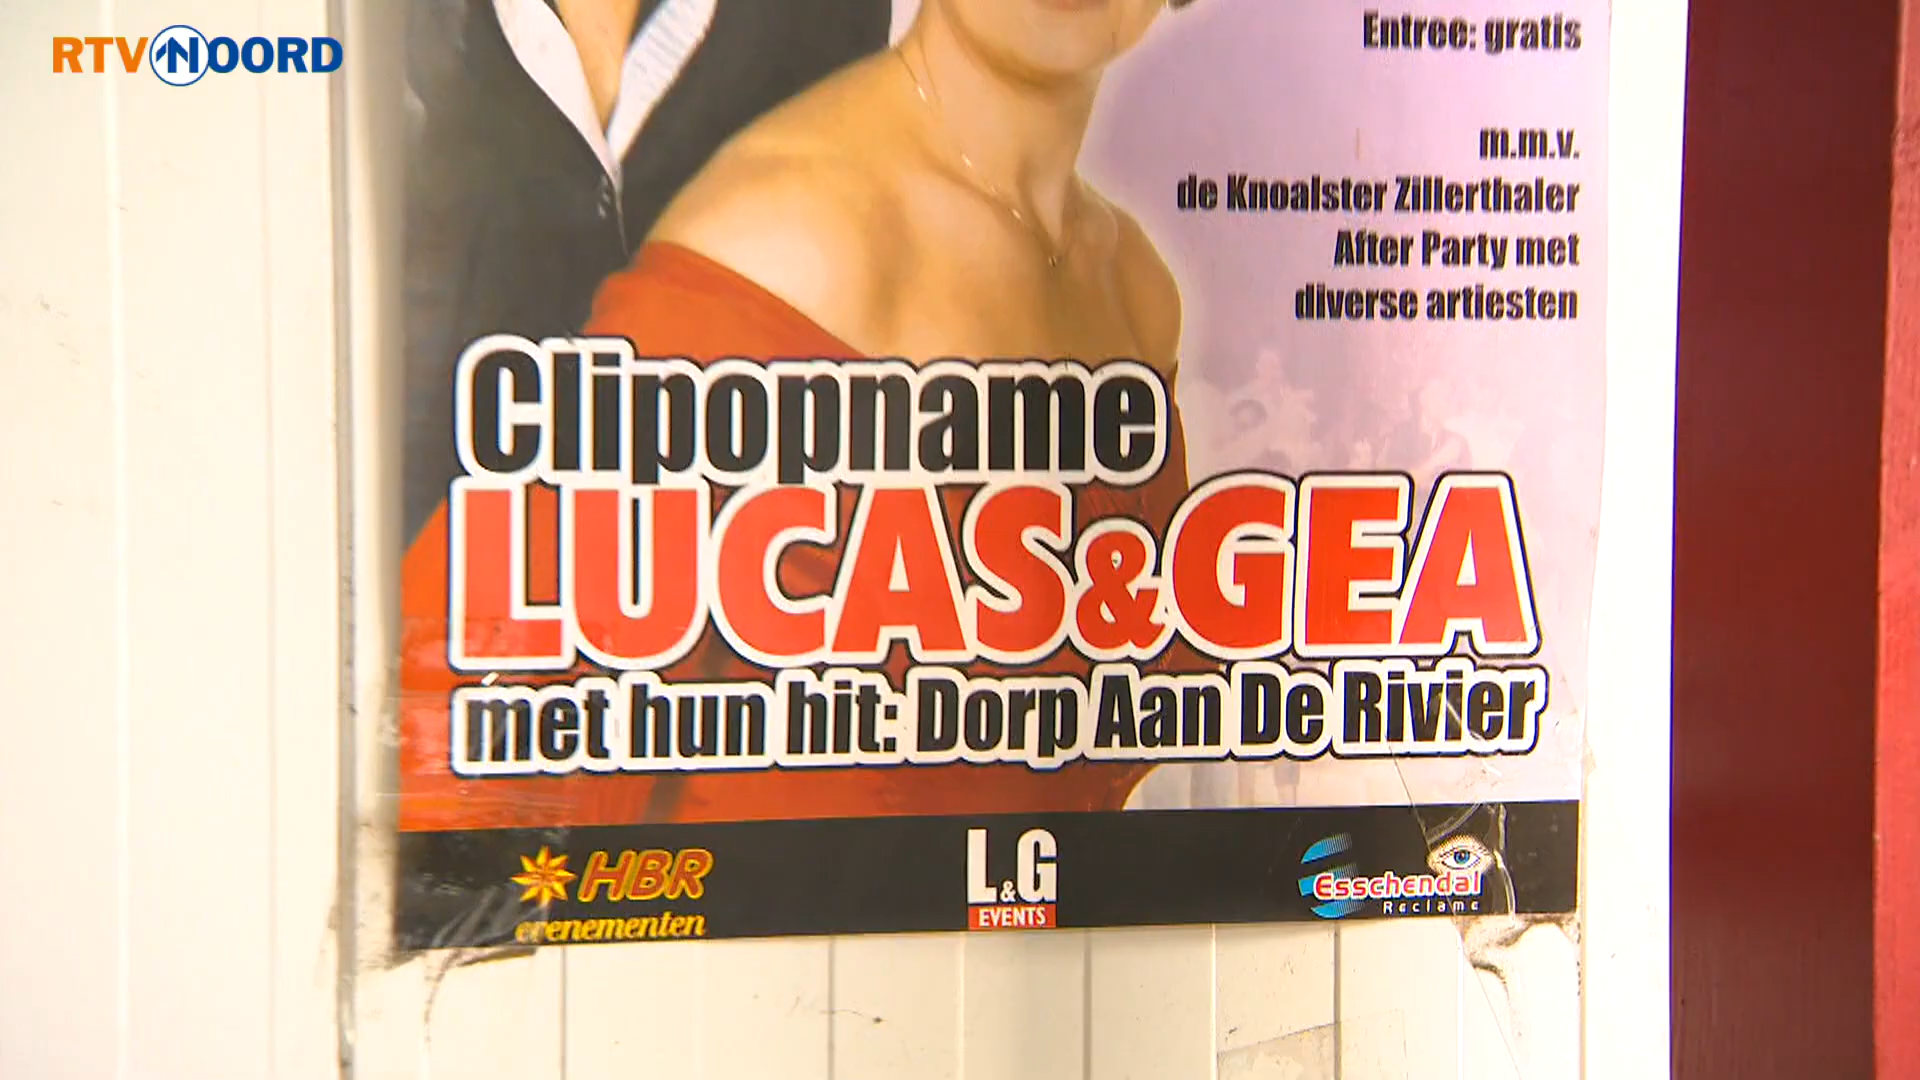 RTV NOORD
Entree: gratis
m.m.v.
de Knoalster Zillerthaler
After Party met
diverse artiesten
Clipopname
LUCAS & GEA
met hun hit: Dorp Aan De Rivier
HBR
evenementen
L&G
EVENTS
Esschendal
Reclame